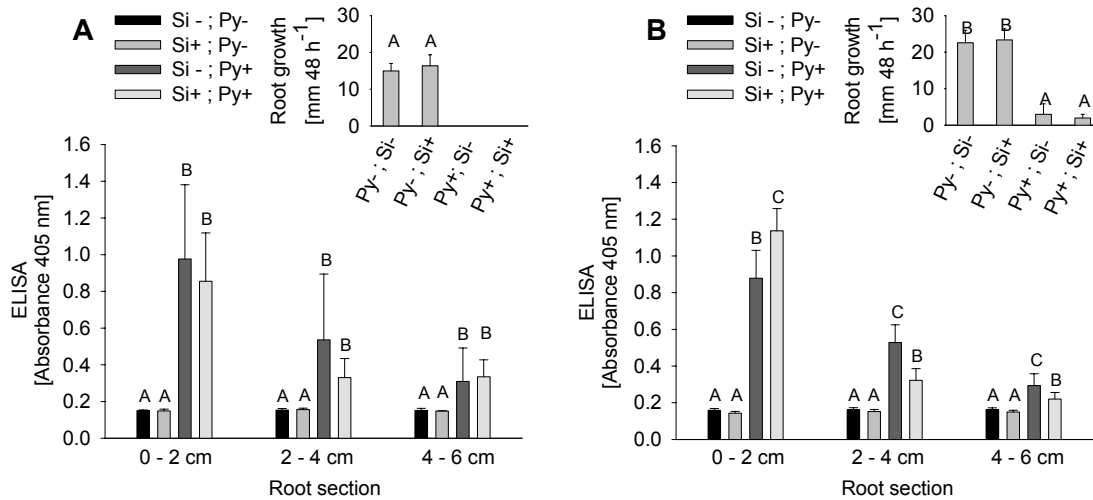 A
Si - ; Py-
Si+ ; Py-
Si - ; Py+
Si+ ; Py+
Root growth
[mm 48 h⁻¹]
30
20
10
0
A
A
Py- ; Si-
Py- ; Si+
Py+; Si-
Py+ ; Si+
ELISA
[Absorbance 405 nm]
1.6
1.4
1.2
1.0
0.8
0.6
0.4
0.2
0.0
A A B B
A A B B
A A B B
0 - 2 cm 2 - 4 cm 4 - 6 cm
Root section
B
Si - ; Py-
Si+ ; Py-
Si - ; Py+
Si+ ; Py+
Root growth
[mm 48 h⁻¹]
30
20
10
0
B
B
A
A
Py- ; Si-
Py- ; Si+
Py+ ; Si-
Py+ ; Si+
ELISA
[Absorbance 405 nm]
1.6
1.4
1.2
1.0
0.8
0.6
0.4
0.2
0.0
A A B C
A A C B
A A C B
0 - 2 cm 2 - 4 cm 4 - 6 cm
Root section